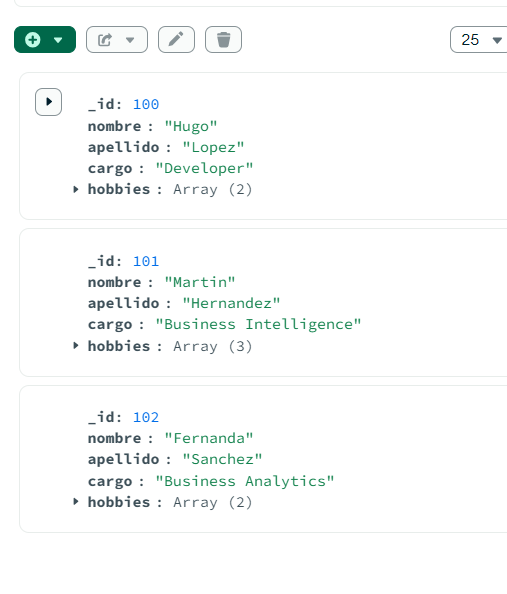 25
_id: 100
nombre : "Hugo"
apellido : "Lopez"
cargo : "Developer"
hobbies : Array (2)
_id: 101
nombre : "Martin"
apellido : "Hernandez"
cargo : "Business Intelligence"
hobbies : Array (3)
_id: 102
nombre : "Fernanda"
apellido : "Sanchez"
cargo : "Business Analytics"
hobbies : Array (2)